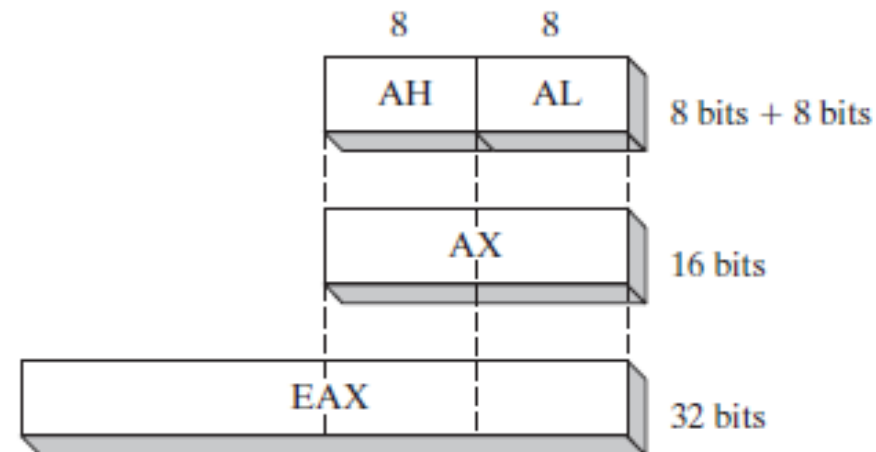 8 8
AH AL 8 bits + 8 bits
AX 16 bits
EAX 32 bits